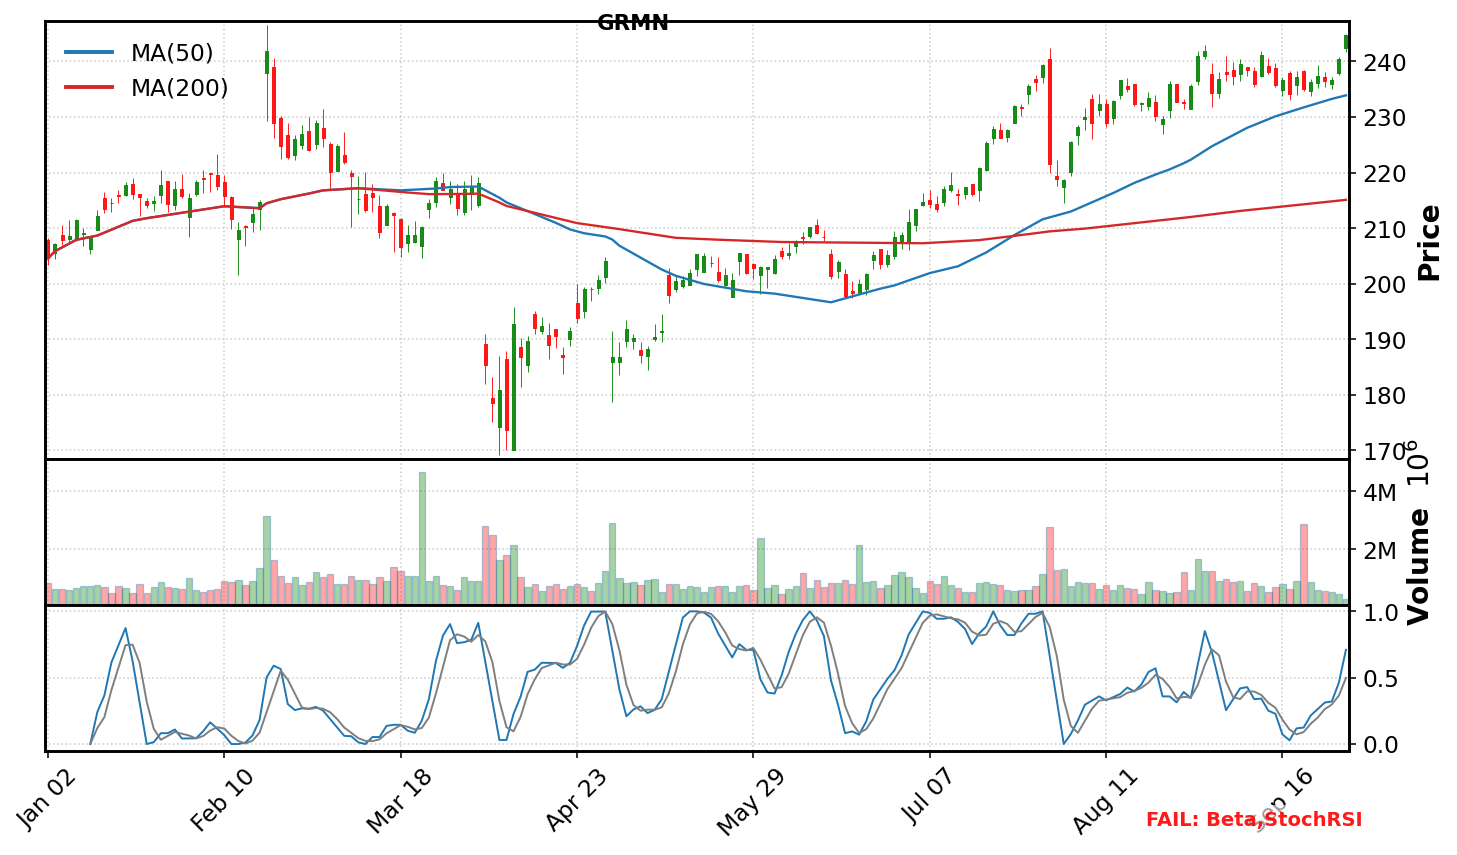 GRMN
MA(50)
MA(200)
240
230
220
210
200
190
180
170
Price
4M
2M
Volume 10^6
1.0
0.5
0.0
Jan 02
Feb 10
Mar 18
Apr 23
May 29
Jul 07
Aug 11
Sep 16
FAIL: Beta,StochRSI